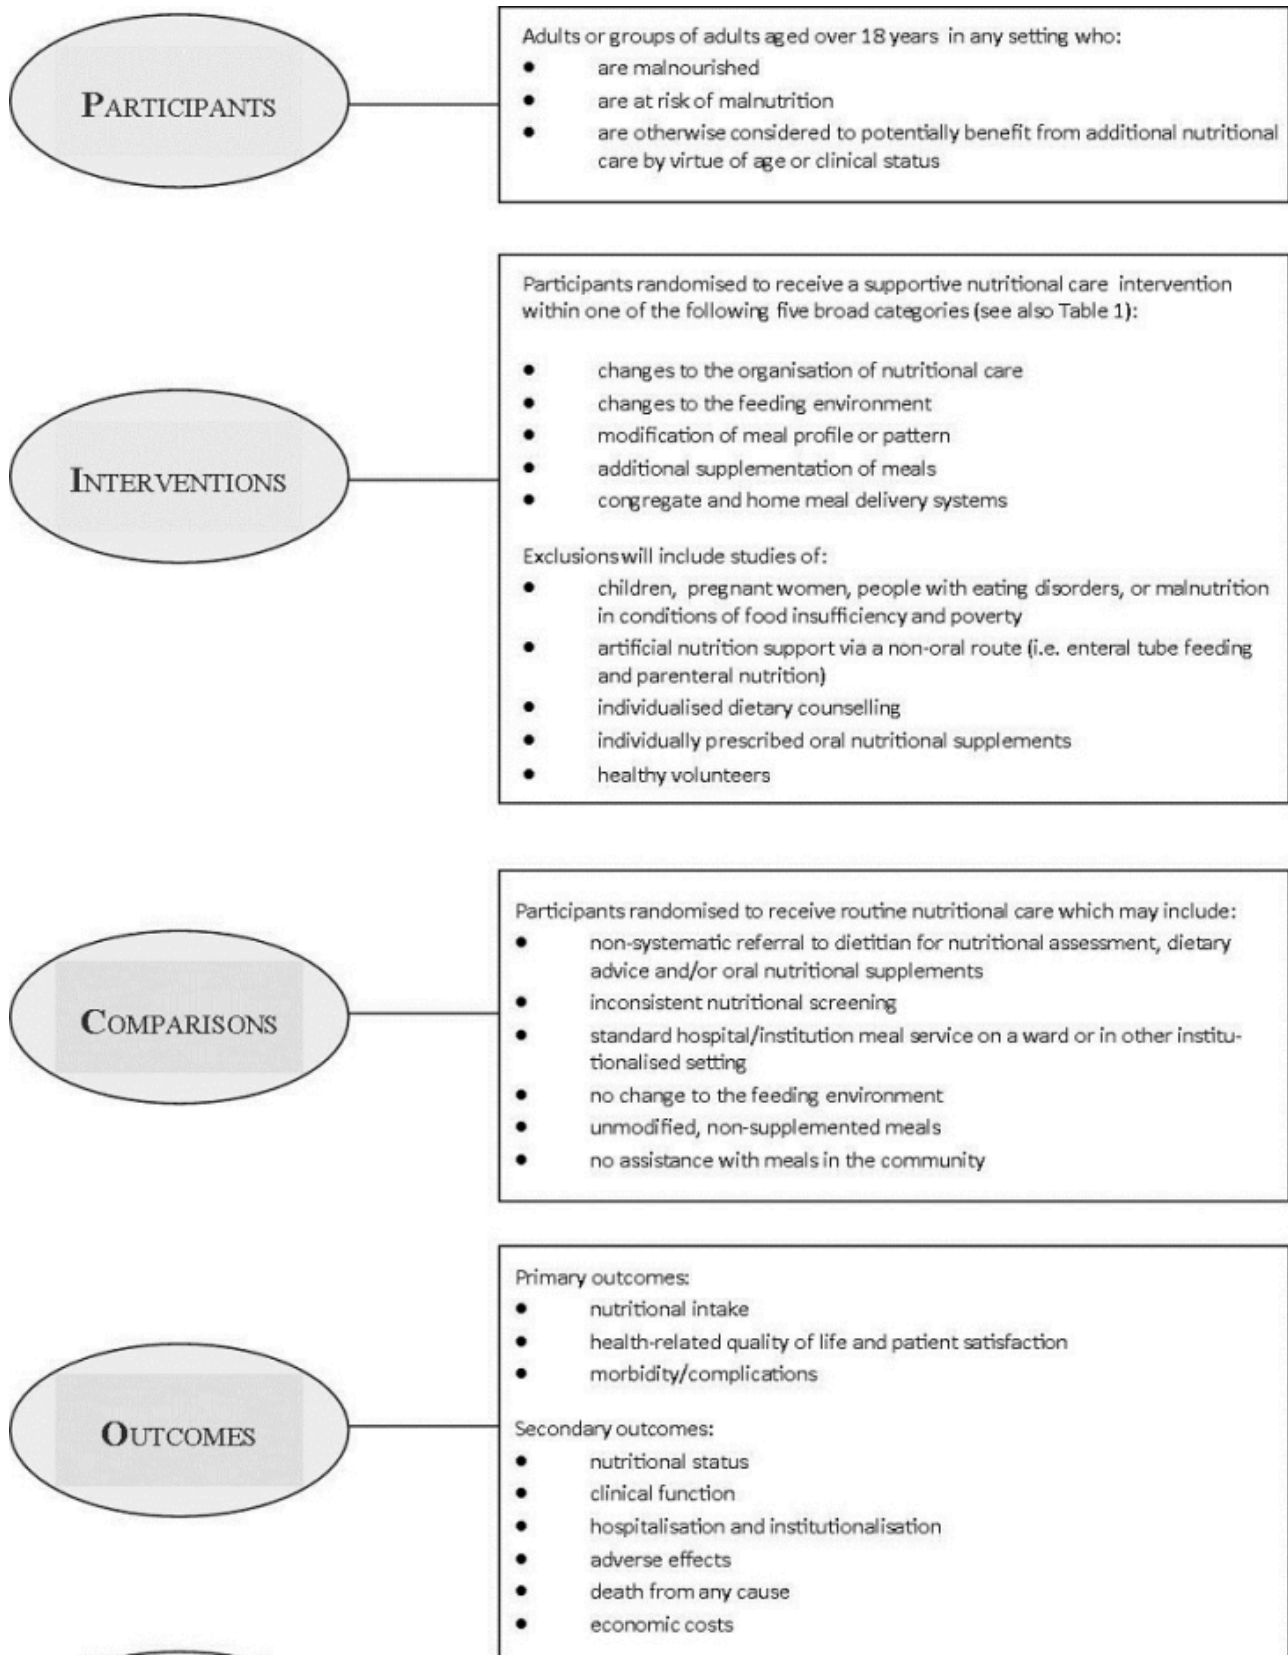 PARTICIPANTS
Adults or groups of adults aged over 18 years in any setting who:
● are malnourished
● are at risk of malnutrition
● are otherwise considered to potentially benefit from additional nutritional
care by virtue of age or clinical status
INTERVENTIONS
Participants randomised to receive a supportive nutritional care intervention
within one of the following five broad categories (see also Table 1):
● changes to the organisation of nutritional care
● changes to the feeding environment
● modification of meal profile or pattern
● additional supplementation of meals
● congregate and home meal delivery systems
Exclusions will include studies of:
● children, pregnant women, people with eating disorders, or malnutrition
in conditions of food insufficiency and poverty
● artificial nutrition support via a non-oral route (i.e. enteral tube feeding
and parenteral nutrition)
● individualised dietary counselling
● individually prescribed oral nutritional supplements
● healthy volunteers
COMPARISONS
Participants randomised to receive routine nutritional care which may include:
● non-systematic referral to dietitian for nutritional assessment, dietary
advice and/or oral nutritional supplements
● inconsistent nutritional screening
● standard hospital/institution meal service on a ward or in other institu-
tionalised setting
● no change to the feeding environment
● unmodified, non-supplemented meals
● no assistance with meals in the community
OUTCOMES
Primary outcomes:
● nutritional intake
● health-related quality of life and patient satisfaction
● morbidity/complications
Secondary outcomes:
● nutritional status
● clinical function
● hospitalisation and institutionalisation
● adverse effects
● death from any cause
● economic costs